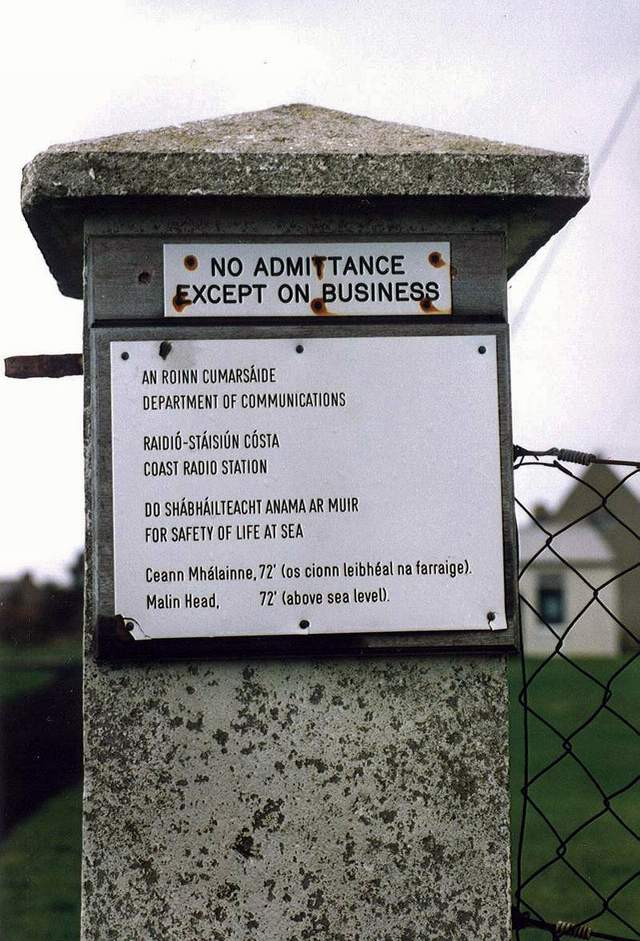 NO ADMITTANCE
EXCEPT ON BUSINESS
AN ROINN CUMARSÁIDE
DEPARTMENT OF COMMUNICATIONS
RAIDIÓ-STÁISIÚN CÓSTA
COAST RADIO STATION
DO SHÁBHÁILTEACHT ANAMA AR MUIR
FOR SAFETY OF LIFE AT SEA
Ceann Mhálainne, 72' (os cionn leibhéal na farraige).
Malin Head, 72' (above sea level).